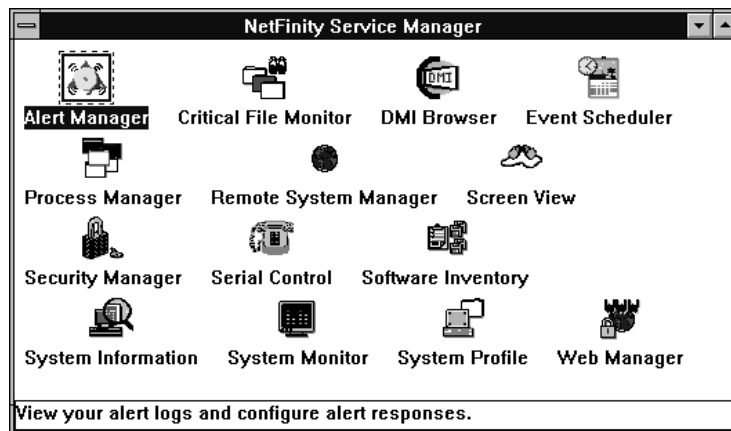 NetFinity Service Manager
Alert Manager Critical File Monitor DMI Browser Event Scheduler
Process Manager Remote System Manager Screen View
Security Manager Serial Control Software Inventory
System Information System Monitor System Profile Web Manager
View your alert logs and configure alert responses.